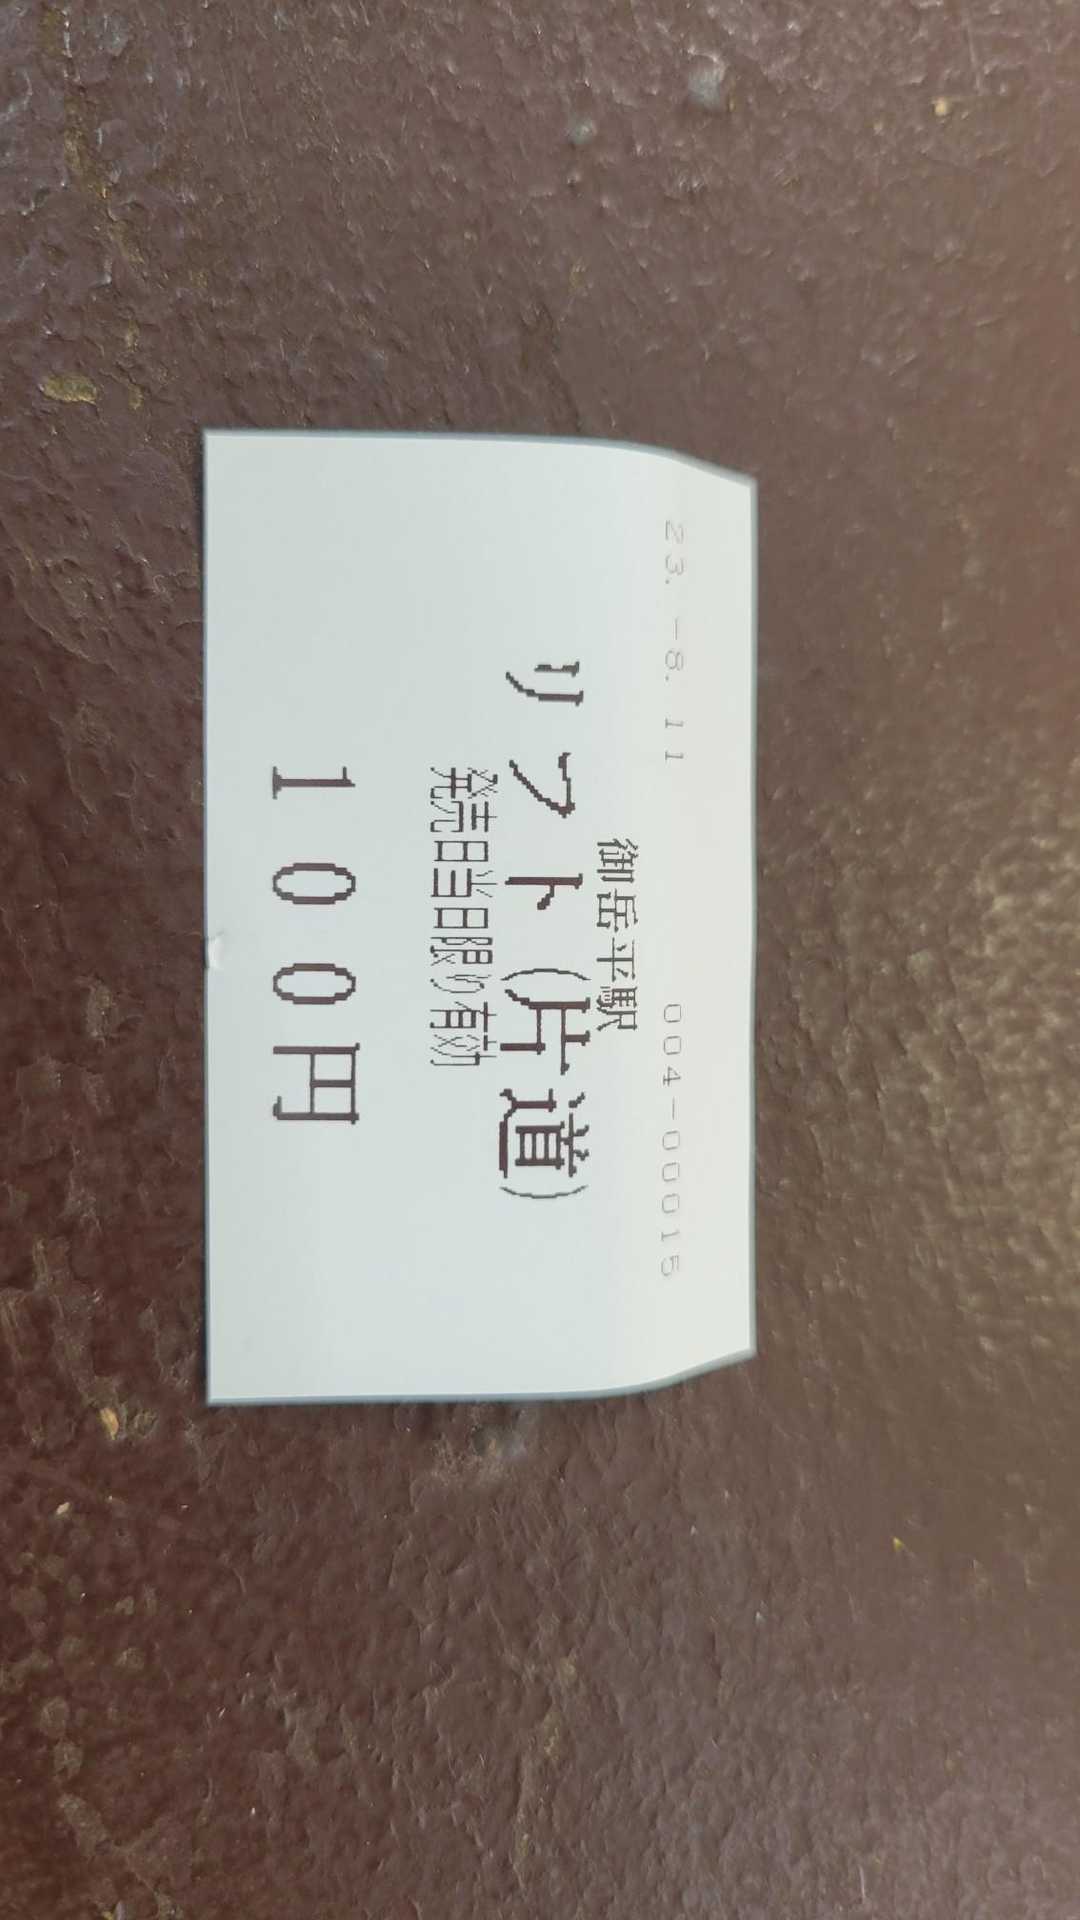 23.-8.11 004-00015
御岳平駅
リフト(片道)
発売日当日限り有効
100円